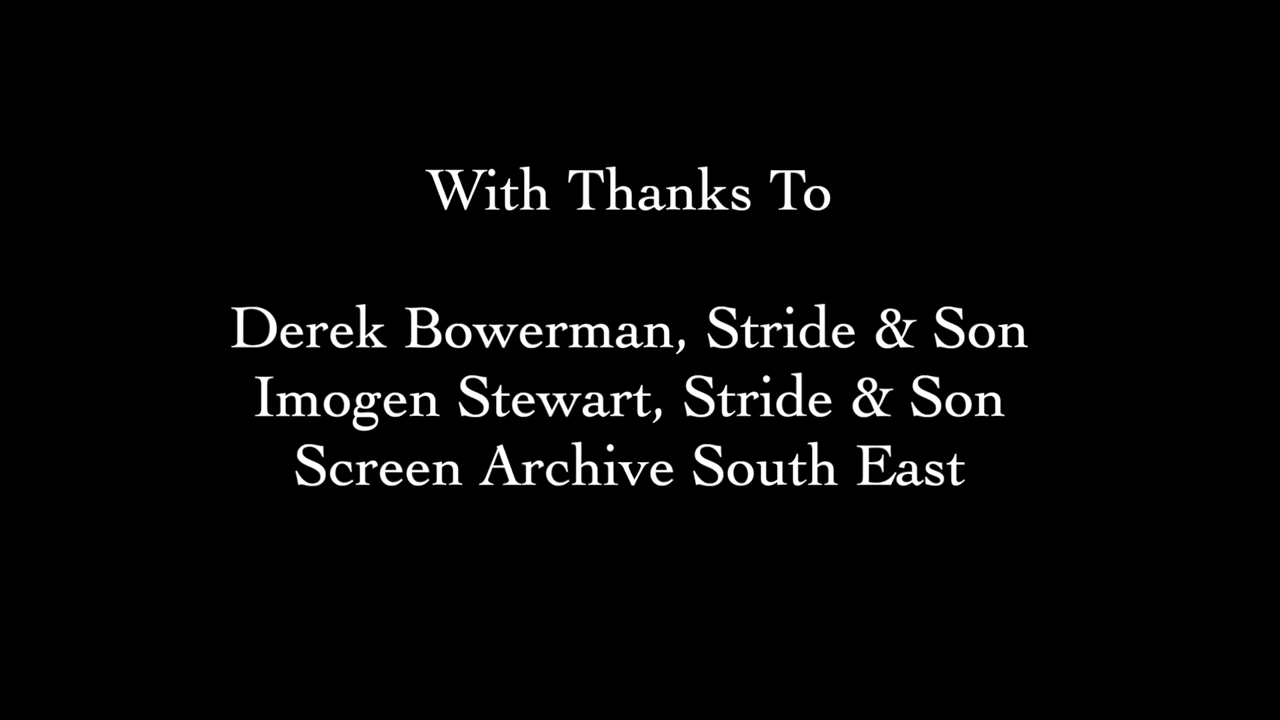 With Thanks To
Derek Bowerman, Stride & Son
Imogen Stewart, Stride & Son
Screen Archive South East